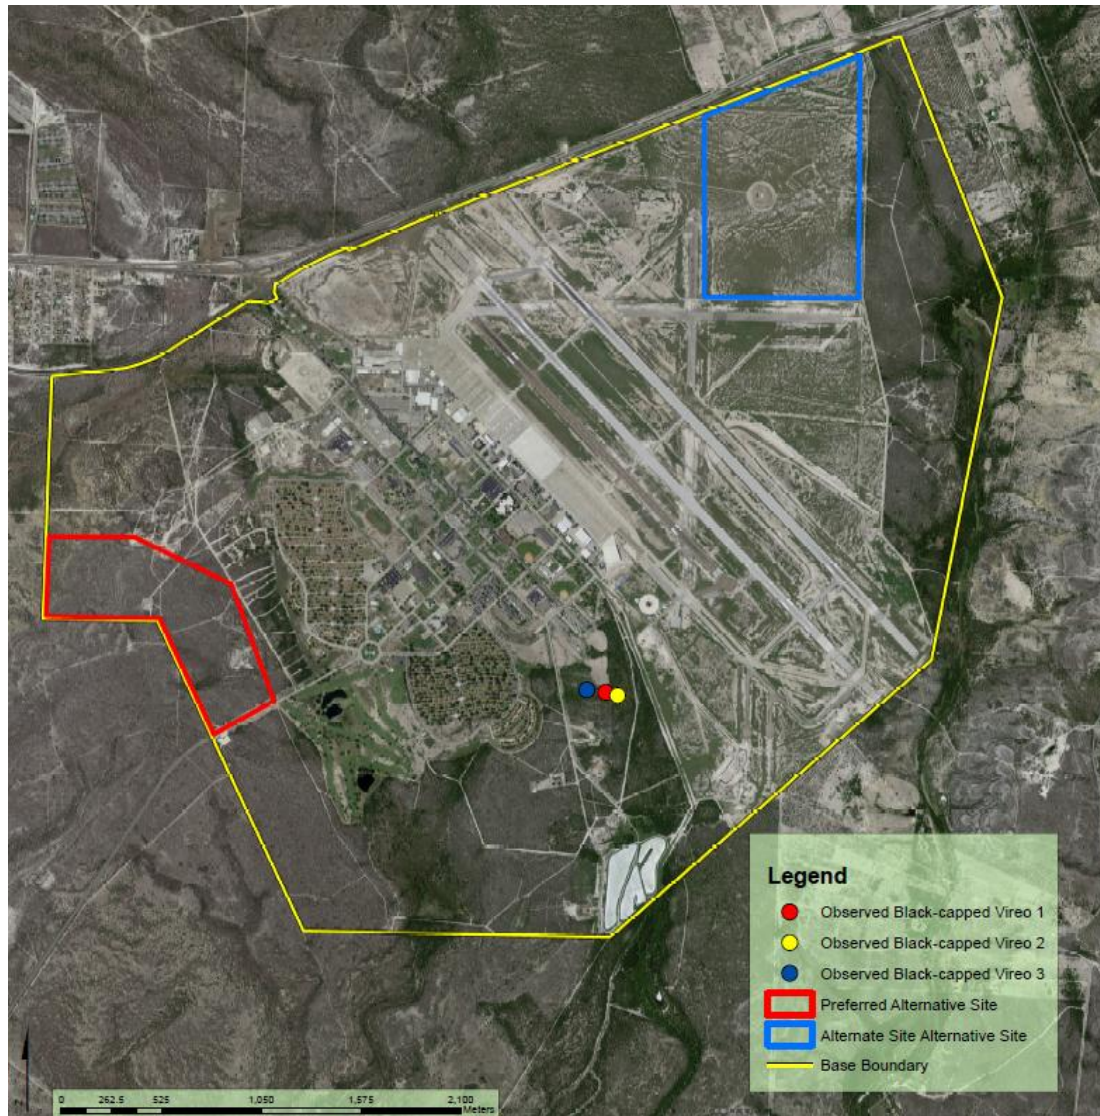 Legend
Observed Black-capped Vireo 1
Observed Black-capped Vireo 2
Observed Black-capped Vireo 3
Preferred Alternative Site
Alternate Site Alternative Site
Base Boundary
0 262.5 525 1,050 1,575 2,100
Meters